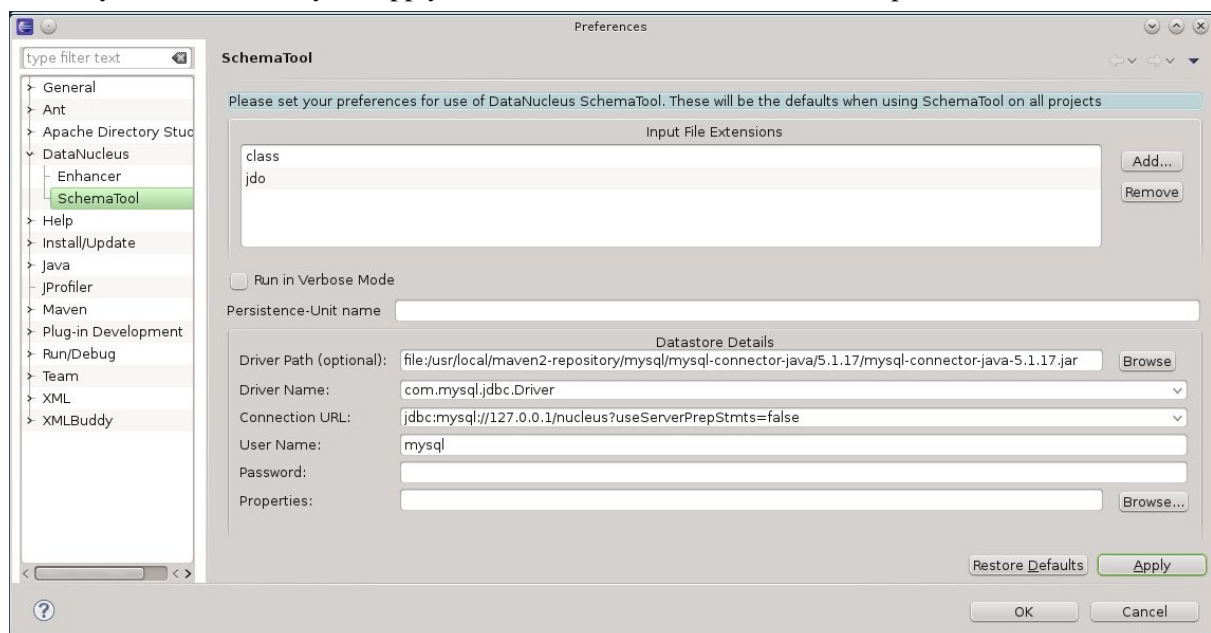 Preferences
type filter text
SchemaTool
General
Ant
Apache Directory Stud
DataNucleus
Enhancer
SchemaTool
Help
Install/Update
Java
JProfiler
Maven
Plug-in Development
Run/Debug
Team
XML
XMLBuddy
Please set your preferences for use of DataNucleus SchemaTool. These will be the defaults when using SchemaTool on all projects
Input File Extensions
class
jdo
Add...
Remove
Run in Verbose Mode
Persistence-Unit name
Datastore Details
Driver Path (optional): file:/usr/local/maven2-repository/mysql/mysql-connector-java/5.1.17/mysql-connector-java-5.1.17.jar Browse
Driver Name: com.mysql.jdbc.Driver
Connection URL: jdbc:mysql://127.0.0.1/nucleus?useServerPrepStmts=false
User Name: mysql
Password:
Properties: Browse...
Restore Defaults Apply
OK Cancel